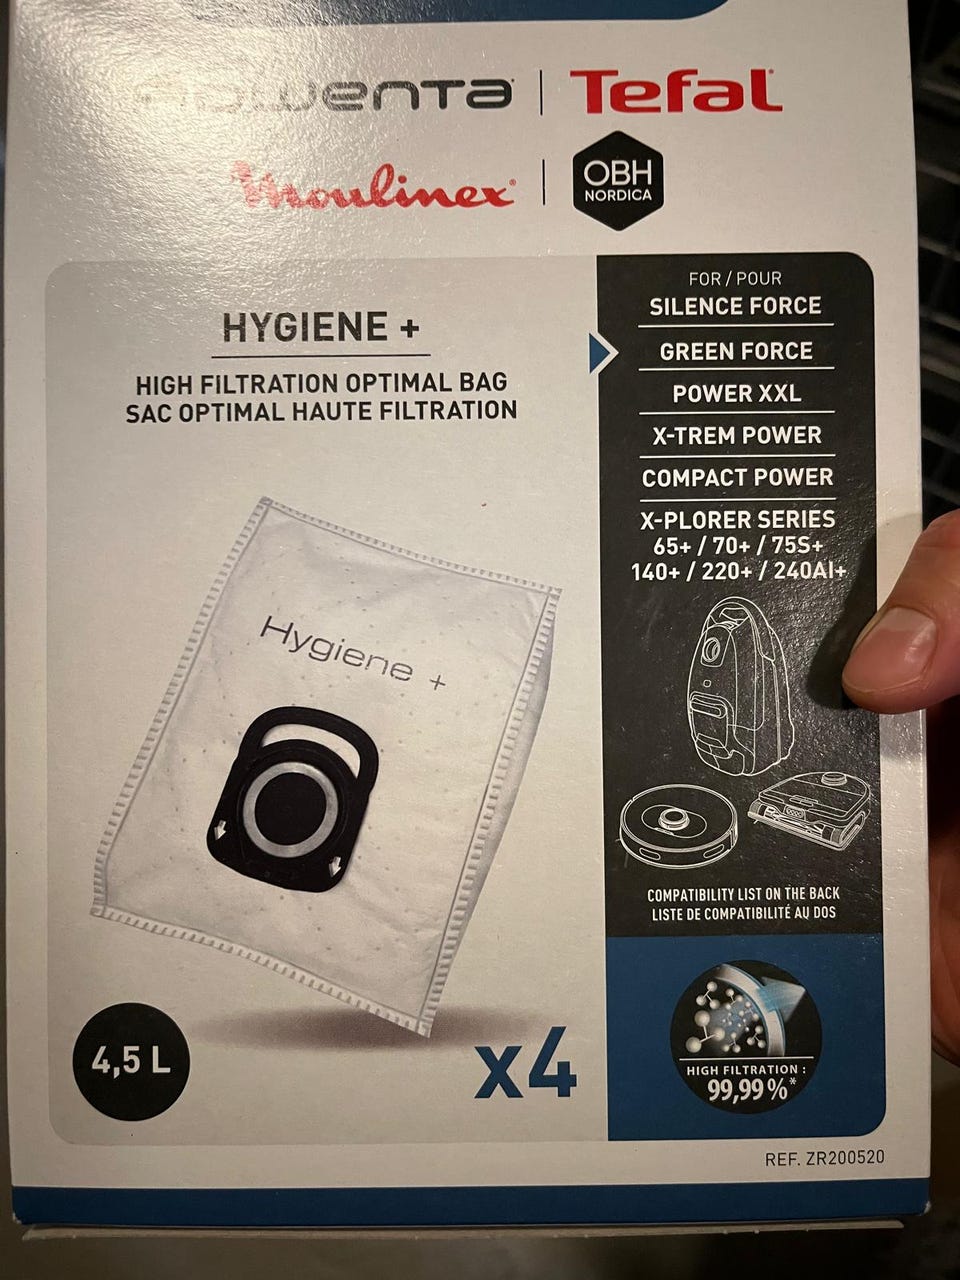 Rowenta | Tefal
Moulinex | OBH
NORDICA
HYGIENE +
HIGH FILTRATION OPTIMAL BAG
SAC OPTIMAL HAUTE FILTRATION
Hygiene +
4,5 L
x4
FOR / POUR
SILENCE FORCE
GREEN FORCE
POWER XXL
X-TREM POWER
COMPACT POWER
X-PLORER SERIES
65+ / 70+ / 75S+
140+ / 220+ / 240AI+
COMPATIBILITY LIST ON THE BACK
LISTE DE COMPATIBILITÉ AU DOS
HIGH FILTRATION :
99,99 %*
REF. ZR200520